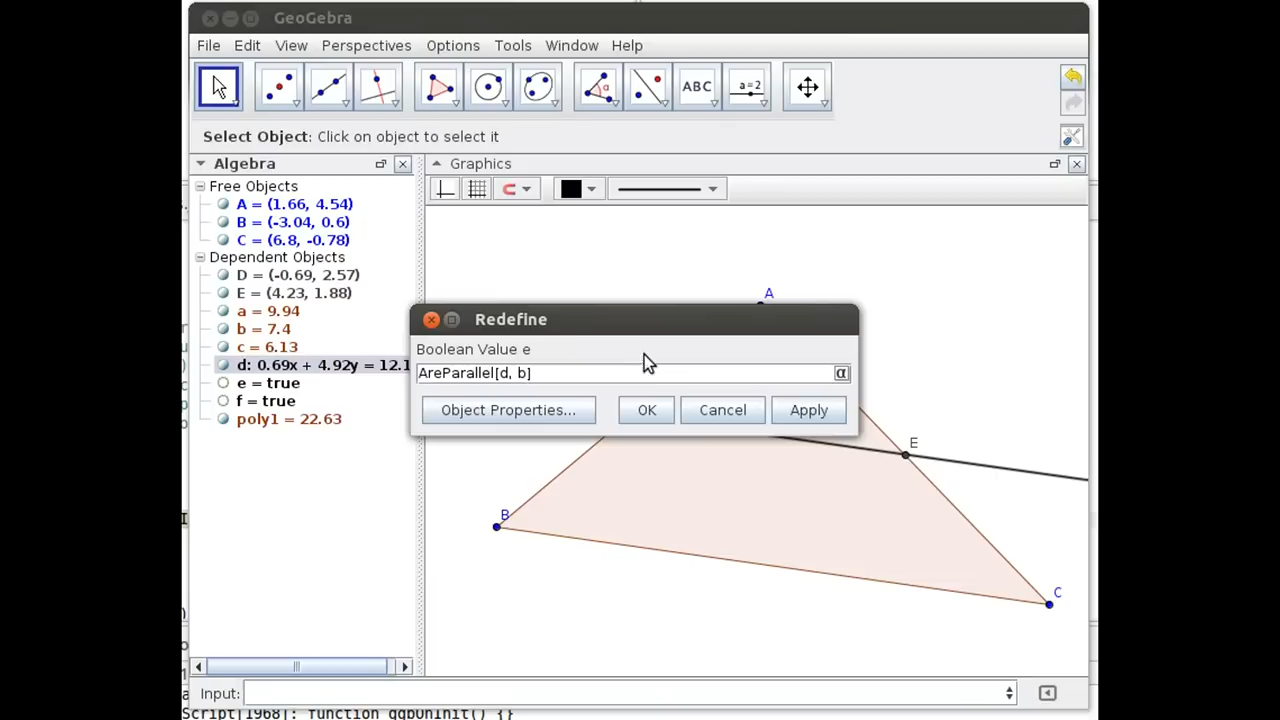 GeoGebra
File Edit View Perspectives Options Tools Window Help
ABC
a=2
Select Object: Click on object to select it
Algebra
Graphics
Free Objects
A = (1.66, 4.54)
B = (-3.04, 0.6)
C = (6.8, -0.78)
Dependent Objects
D = (-0.69, 2.57)
E = (4.23, 1.88)
a = 9.94
b = 7.4
c = 6.13
d: 0.69x + 4.92y = 12.1
e = true
f = true
poly1 = 22.63
A
Redefine
Boolean Value e
AreParallel[d, b]
α
Object Properties...
OK
Cancel
Apply
E
B
C
Input:
Script[1968]: function ggbOnInit() {}